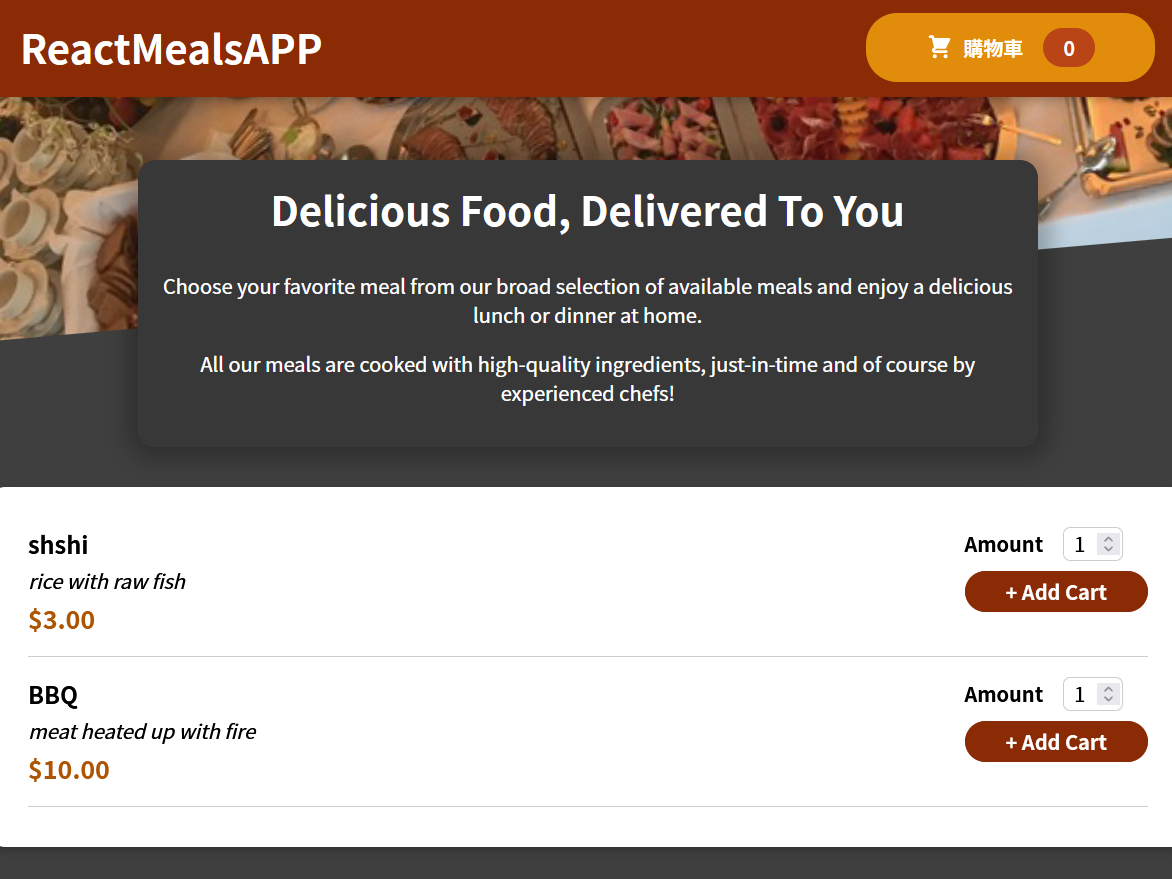 ReactMealsAPP
購物車 0
Delicious Food, Delivered To You
Choose your favorite meal from our broad selection of available meals and enjoy a delicious
lunch or dinner at home.
All our meals are cooked with high-quality ingredients, just-in-time and of course by
experienced chefs!
shshi
rice with raw fish
$3.00
Amount 1
+ Add Cart
BBQ
meat heated up with fire
$10.00
Amount 1
+ Add Cart